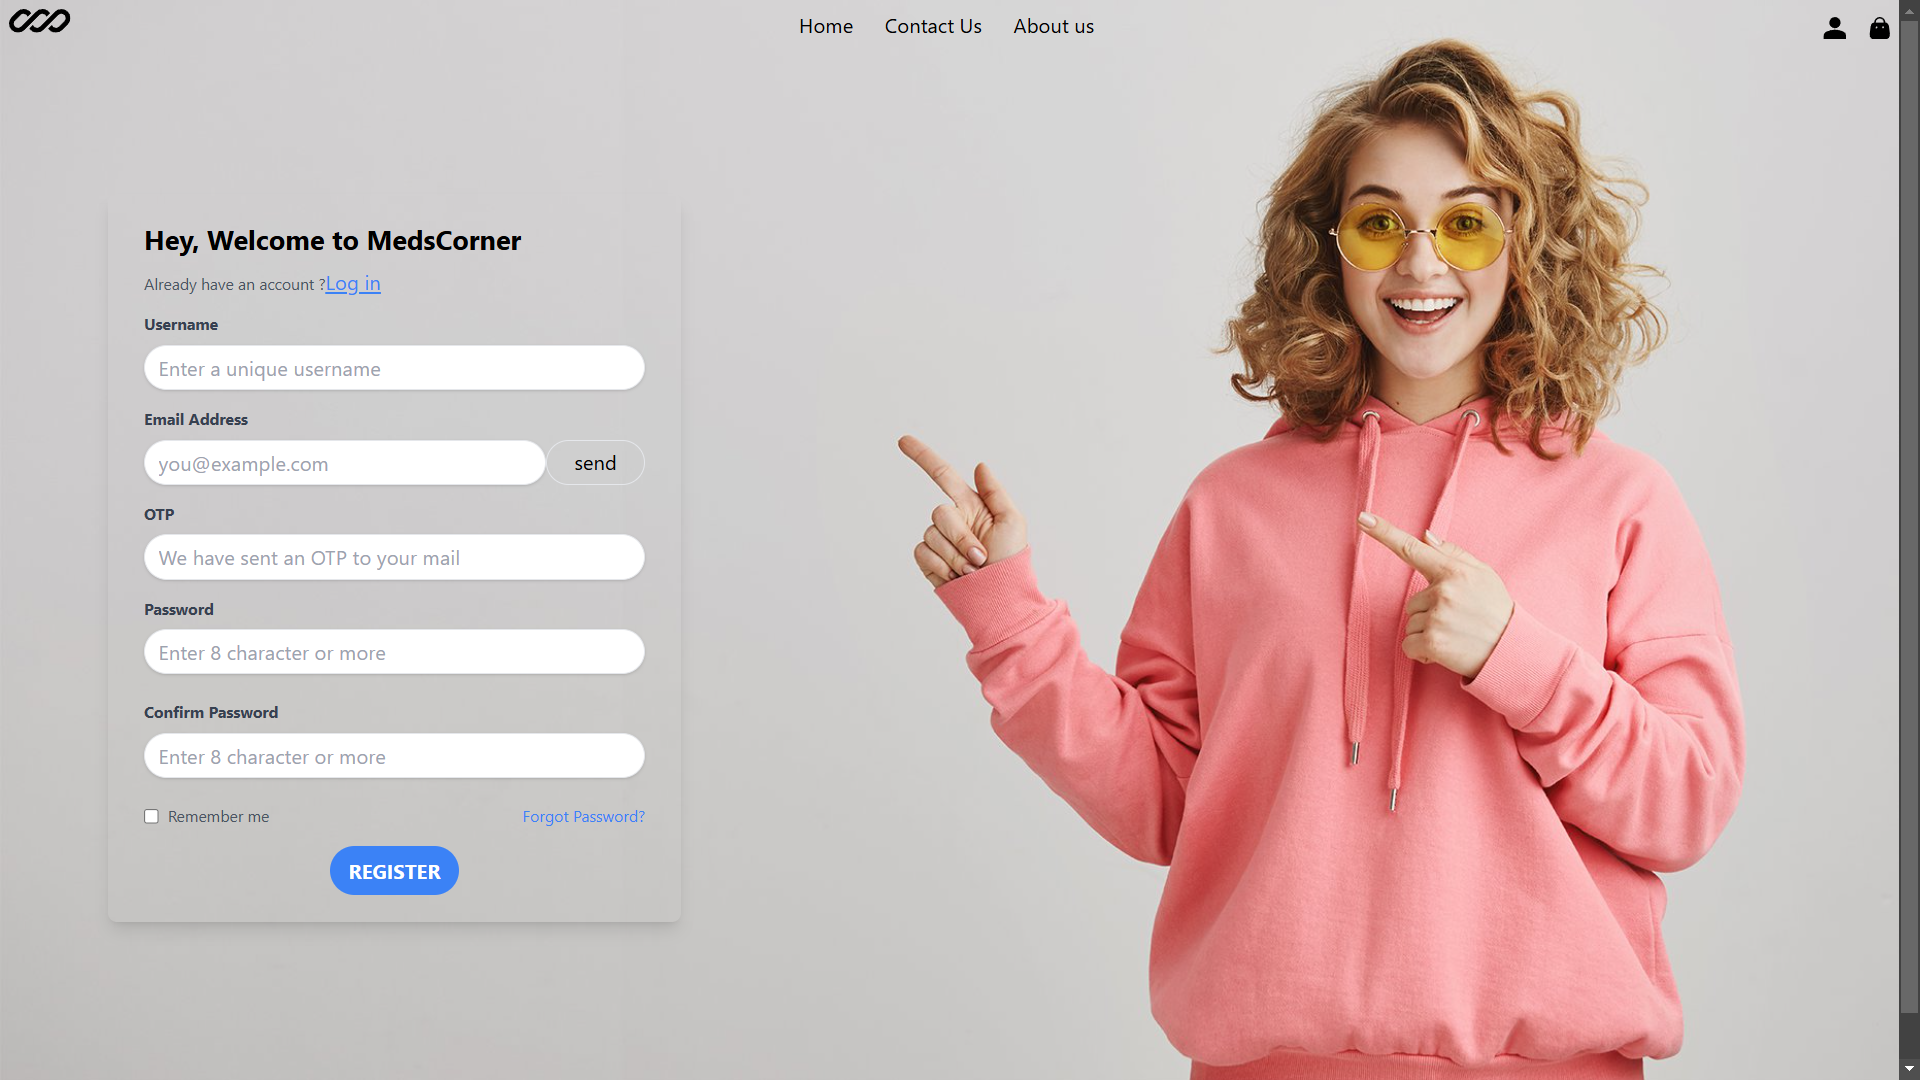 Home Contact Us About us
Hey, Welcome to MedsCorner
Already have an account ?Log in
Username
Enter a unique username
Email Address
you@example.com send
OTP
We have sent an OTP to your mail
Password
Enter 8 character or more
Confirm Password
Enter 8 character or more
Remember me Forgot Password?
REGISTER